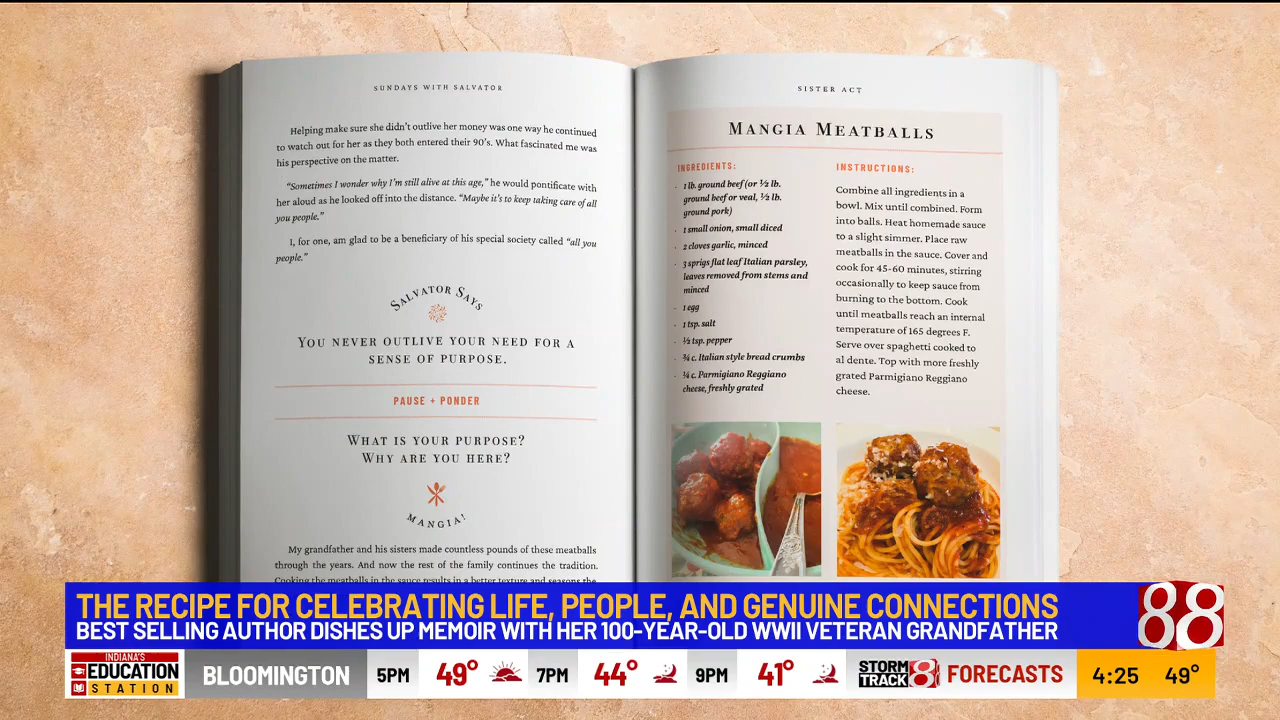 SUNDAYS WITH SALVATOR
Helping make sure she didn't outlive her money was one way he continued
to watch out for her as they both entered their 90's. What fascinated me was
his perspective on the matter.
"Sometimes I wonder why I'm still alive at this age," he would pontificate with
her aloud as he looked off into the distance. "Maybe it's to keep taking care of all
you people."
I, for one, am glad to be a beneficiary of his special society called "all you
people."
SALVATOR SAYS
YOU NEVER OUTLIVE YOUR NEED FOR A
SENSE OF PURPOSE.
PAUSE + PONDER
WHAT IS YOUR PURPOSE?
WHY ARE YOU HERE?
MANGIA!
My grandfather and his sisters made countless pounds of these meatballs
through the years. And now the rest of the family continues the tradition.
Cooking the meatballs in the sauce results in a better texture and seasons the
SISTER ACT
MANGIA MEATBALLS
INGREDIENTS:
· 1 lb. ground beef (or ½ lb.
ground beef or veal, ½ lb.
ground pork)
· 1 small onion, small diced
· 2 cloves garlic, minced
· 3 sprigs flat leaf Italian parsley,
leaves removed from stems and
minced
· 1 egg
· 1 tsp. salt
· ½ tsp. pepper
· ¾ c. Italian style bread crumbs
· ¼ c. Parmigiano Reggiano
cheese, freshly grated
INSTRUCTIONS:
Combine all ingredients in a
bowl. Mix until combined. Form
into balls. Heat homemade sauce
to a slight simmer. Place raw
meatballs in the sauce. Cover and
cook for 45-60 minutes, stirring
occasionally to keep sauce from
burning to the bottom. Cook
until meatballs reach an internal
temperature of 165 degrees F.
Serve over spaghetti cooked to
al dente. Top with more freshly
grated Parmigiano Reggiano
cheese.
THE RECIPE FOR CELEBRATING LIFE, PEOPLE, AND GENUINE CONNECTIONS
BEST SELLING AUTHOR DISHES UP MEMOIR WITH HER 100-YEAR-OLD WWII VETERAN GRANDFATHER
88
INDIANA'S
EDUCATION
STATION
BLOOMINGTON
5PM 49° 7PM 44° 9PM 41°
STORM
TRACK 8
FORECASTS
4:25 49°